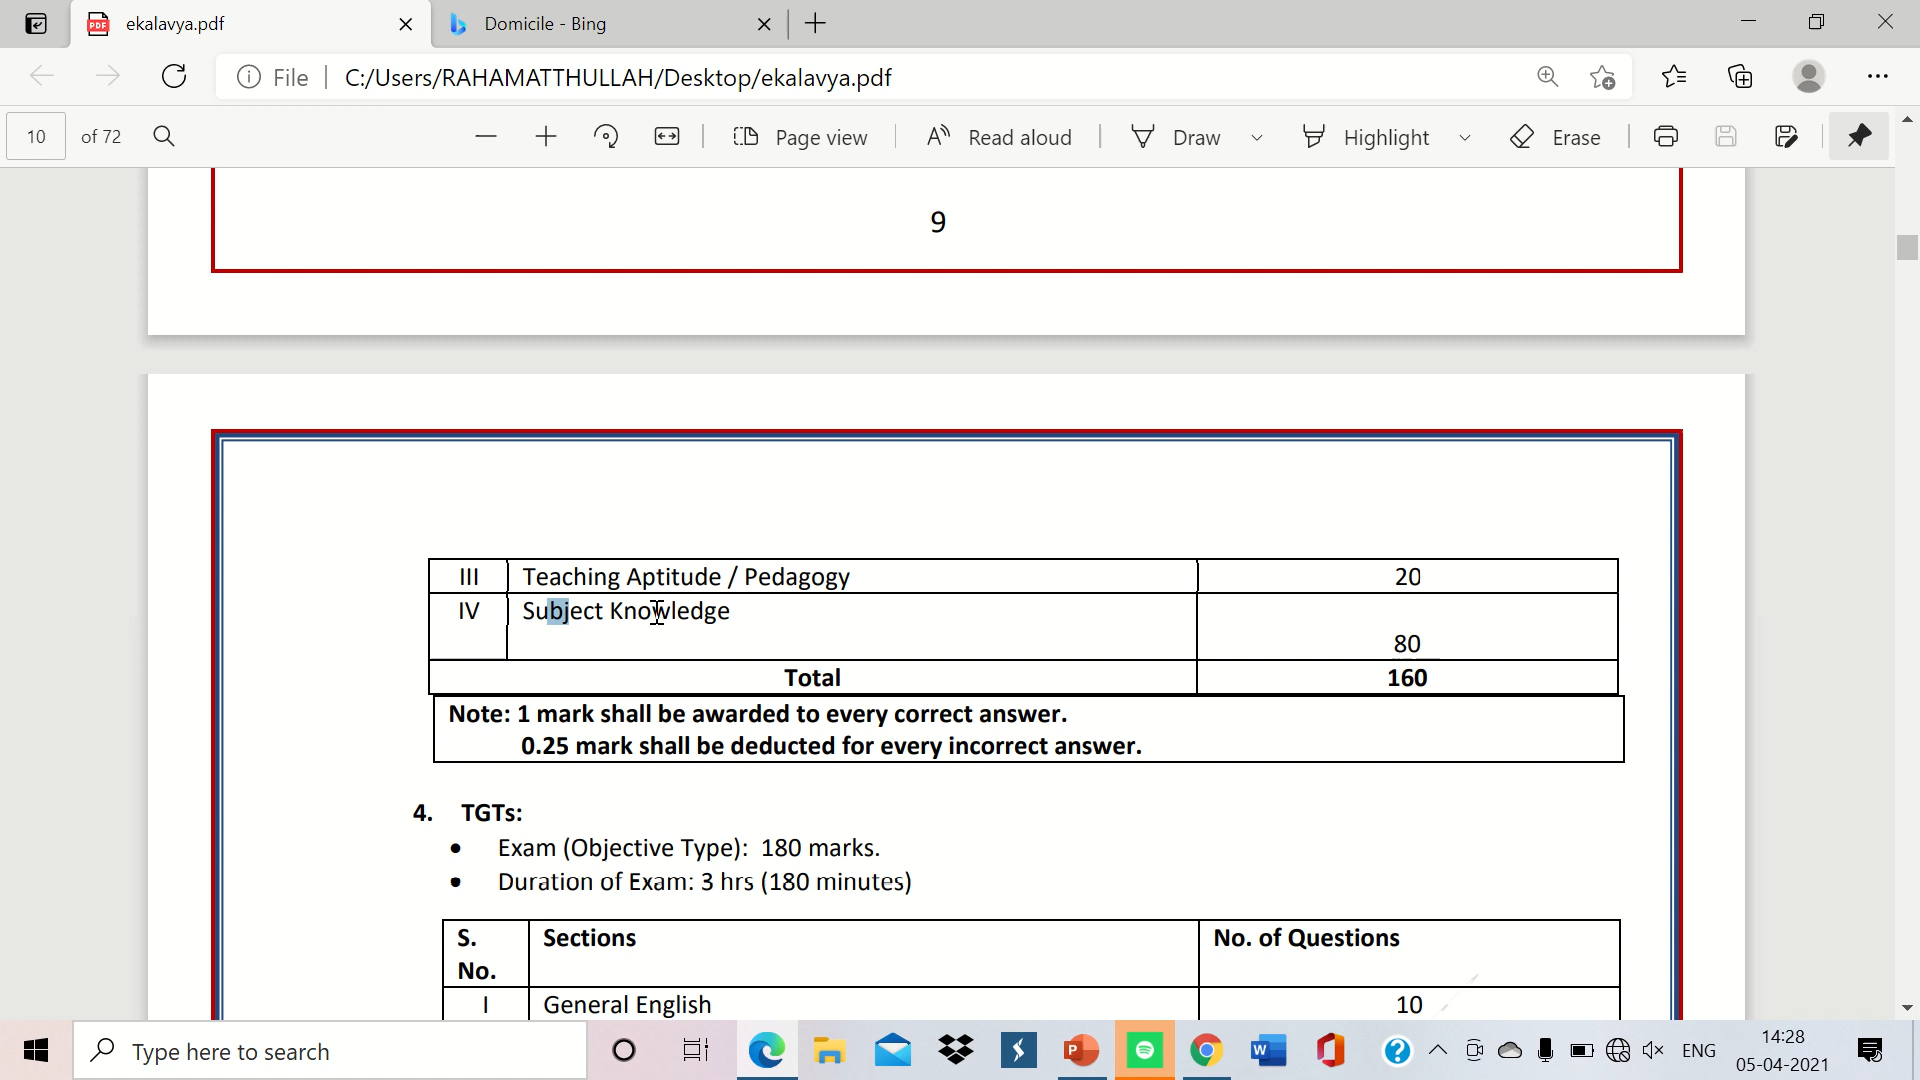 ekalavya.pdf
Domicile - Bing
File
C:/Users/RAHAMATTHULLAH/Desktop/ekalavya.pdf
10 of 72
Page view
Read aloud
Draw
Highlight
Erase
9
III Teaching Aptitude / Pedagogy 20
IV Subject Knowledge
80
Total 160
Note: 1 mark shall be awarded to every correct answer.
0.25 mark shall be deducted for every incorrect answer.
4. TGTs:
• Exam (Objective Type): 180 marks.
• Duration of Exam: 3 hrs (180 minutes)
S. Sections No. of Questions
No.
I General English 10
Type here to search
ENG
14:28
05-04-2021